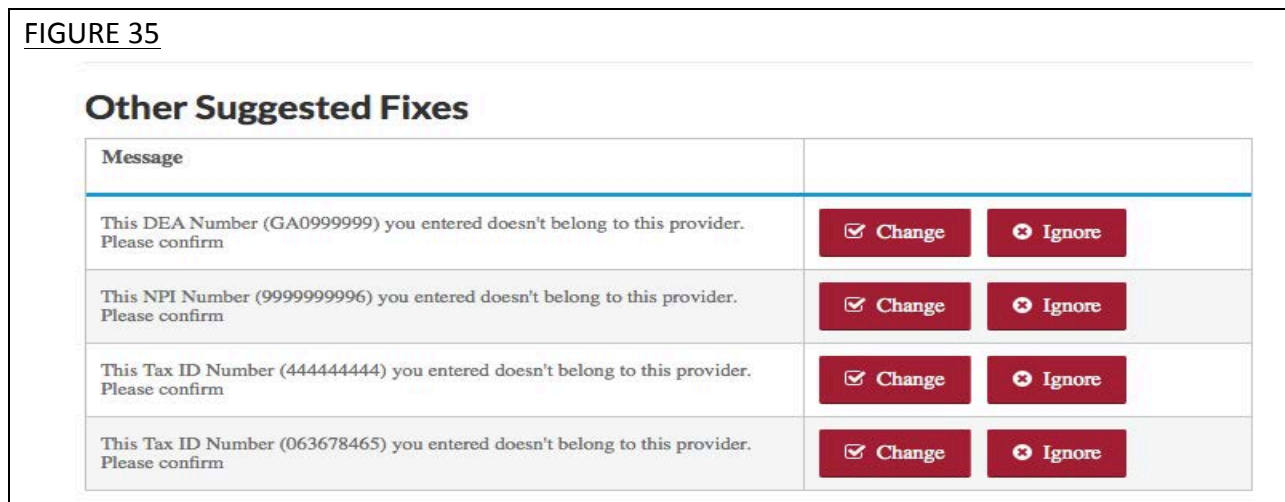 FIGURE 35
Other Suggested Fixes
Message
This DEA Number (GA0999999) you entered doesn't belong to this provider.
Please confirm
Change
Ignore
This NPI Number (9999999996) you entered doesn't belong to this provider.
Please confirm
Change
Ignore
This Tax ID Number (444444444) you entered doesn't belong to this provider.
Please confirm
Change
Ignore
This Tax ID Number (063678465) you entered doesn't belong to this provider.
Please confirm
Change
Ignore